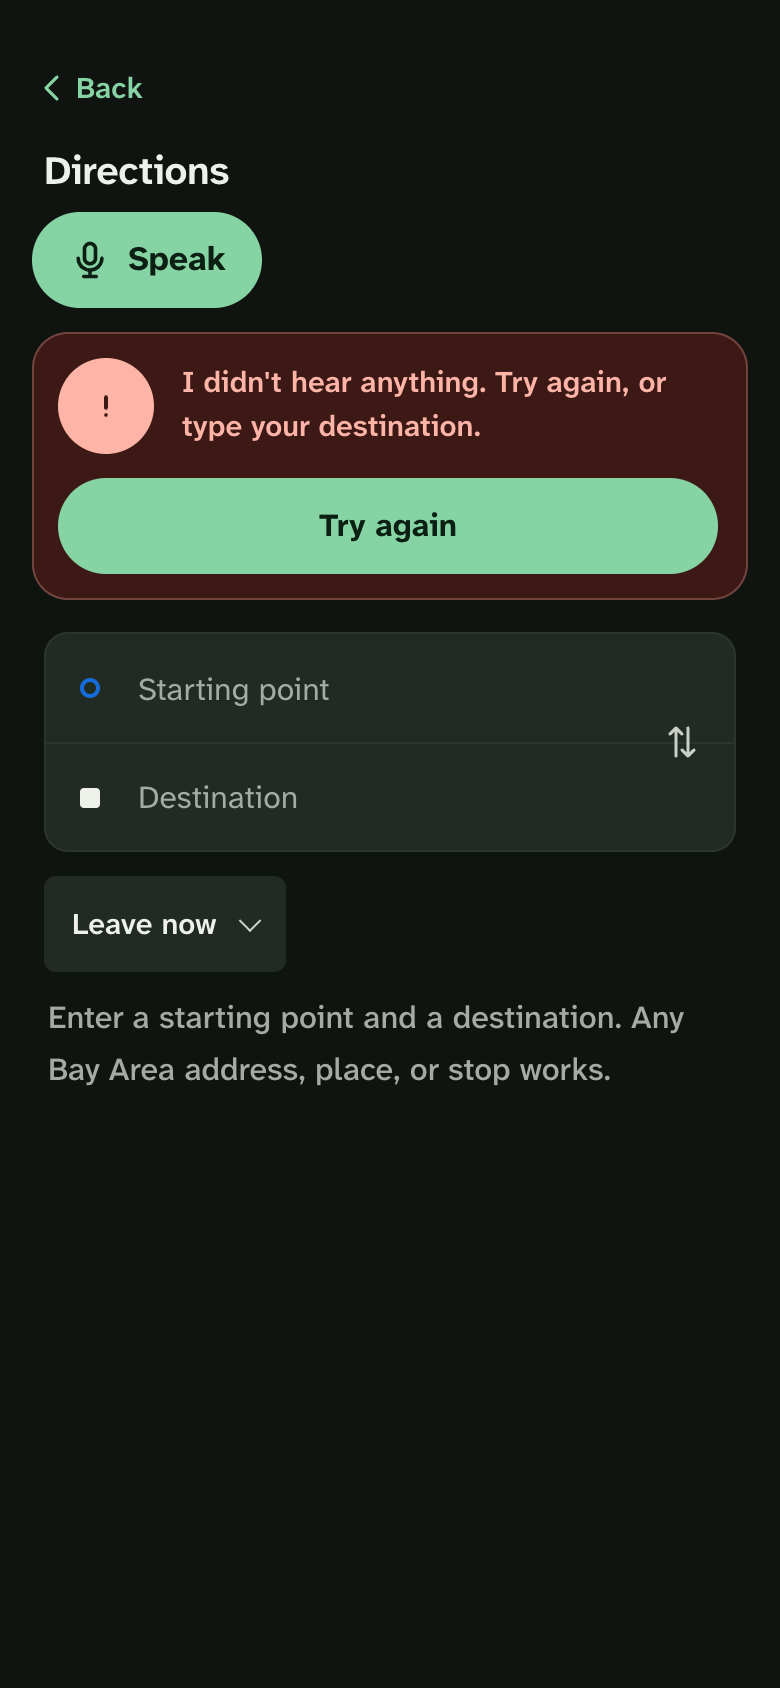 Back
Directions
Speak
!
I didn't hear anything. Try again, or
type your destination.
Try again
Starting point
Destination
Leave now
Enter a starting point and a destination. Any
Bay Area address, place, or stop works.